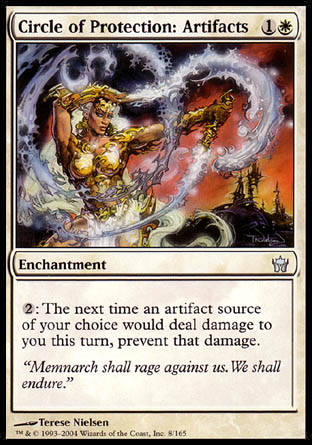 Circle of Protection: Artifacts 1
Enchantment
2: The next time an artifact source
of your choice would deal damage to
you this turn, prevent that damage.
“Memnarch shall rage against us. We shall
endure.”
Terese Nielsen
™ & © 1993–2004 Wizards of the Coast, Inc. 8/165